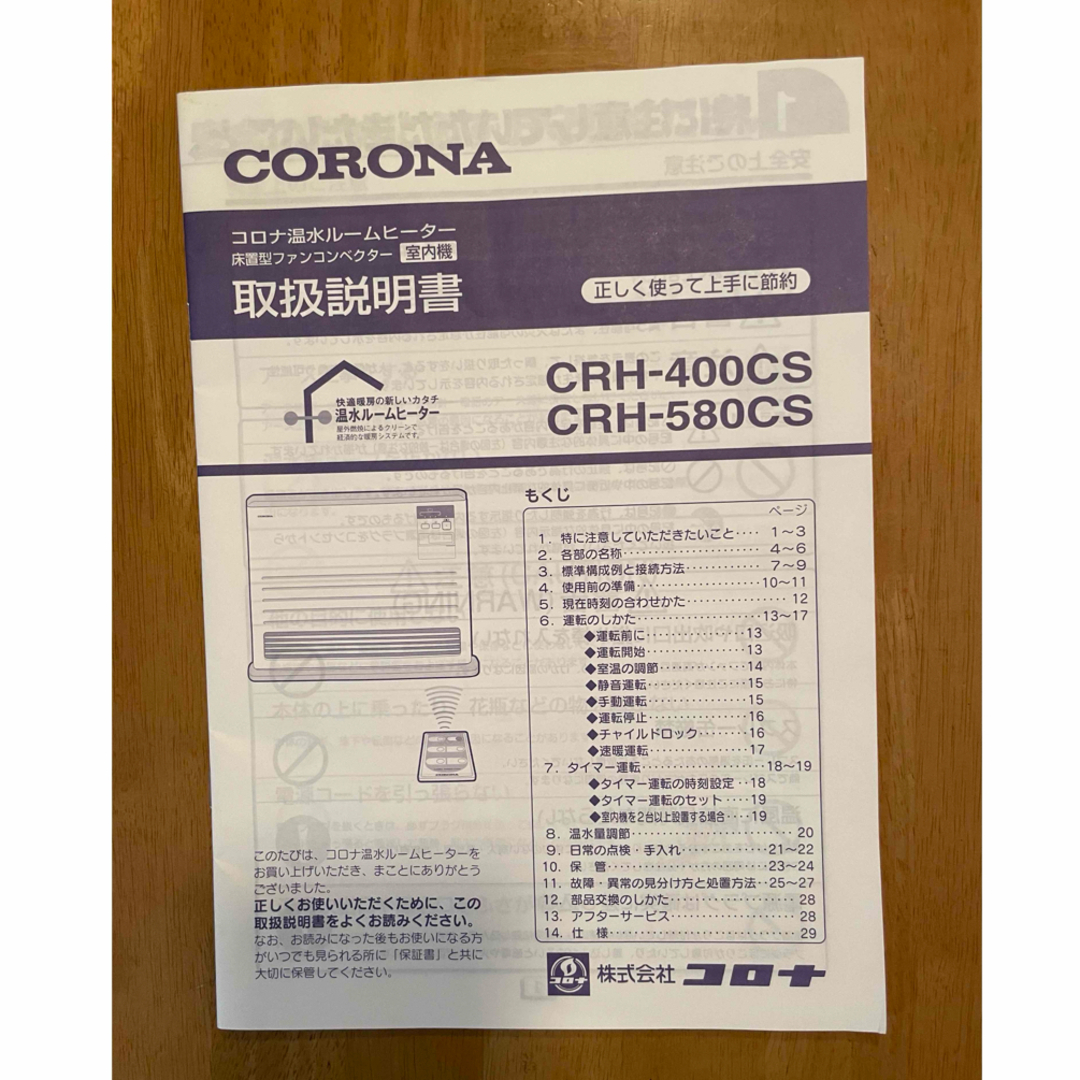 CORONA
コロナ温水ルームヒーター
床置型ファンコンベクター 室内機
取扱説明書
正しく使って上手に節約
快適暖房の新しいカタチ
温水ルームヒーター
屋外燃焼によるクリーンで
経済的な暖房システムです。
CRH-400CS
CRH-580CS
CORONA
CORONA
このたびは、コロナ温水ルームヒーターを
お買い上げいただき、まことにありがとう
ございました。
正しくお使いいただくために、この
取扱説明書をよくお読みください。
なお、お読みになった後もお使いになる方
がいつでも見られる所に「保証書」と共に
大切に保管してください。
もくじ
ページ
1. 特に注意していただきたいこと‥‥ 1～3
2. 各部の名称‥‥‥‥‥‥‥‥‥‥ 4～6
3. 標準構成例と接続方法‥‥‥‥‥ 7～9
4. 使用前の準備‥‥‥‥‥‥‥‥‥10～11
5. 現在時刻の合わせかた‥‥‥‥‥‥ 12
6. 運転のしかた‥‥‥‥‥‥‥‥‥13～17
◆運転前に‥‥‥‥‥‥‥13
◆運転開始‥‥‥‥‥‥‥13
◆室温の調節‥‥‥‥‥‥14
◆静音運転‥‥‥‥‥‥‥15
◆手動運転‥‥‥‥‥‥‥15
◆運転停止‥‥‥‥‥‥‥16
◆チャイルドロック‥‥‥‥16
◆速暖運転‥‥‥‥‥‥‥17
7. タイマー運転‥‥‥‥‥‥‥‥‥18～19
◆タイマー運転の時刻設定‥18
◆タイマー運転のセット‥‥19
◆室内機を2台以上設置する場合‥‥19
8. 温水量調節‥‥‥‥‥‥‥‥‥‥‥ 20
9. 日常の点検・手入れ‥‥‥‥‥‥21～22
10. 保 管‥‥‥‥‥‥‥‥‥‥‥‥23～24
11. 故障・異常の見分け方と処置方法‥25～27
12. 部品交換のしかた‥‥‥‥‥‥‥‥ 28
13. アフターサービス‥‥‥‥‥‥‥‥ 28
14. 仕 様‥‥‥‥‥‥‥‥‥‥‥‥‥ 29
コロナ 株式会社 コロナ